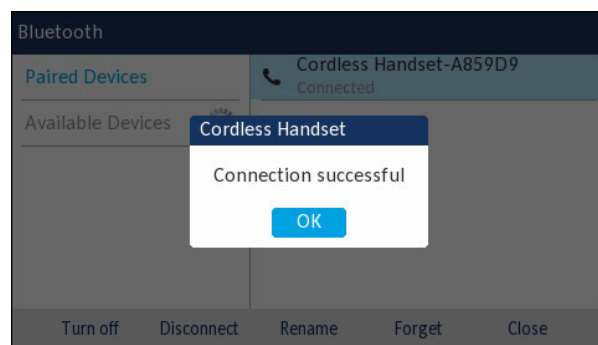 Bluetooth
Paired Devices
Available Devices
Cordless Handset-A859D9
Connected
Cordless Handset
Connection successful
OK
Turn off Disconnect Rename Forget Close